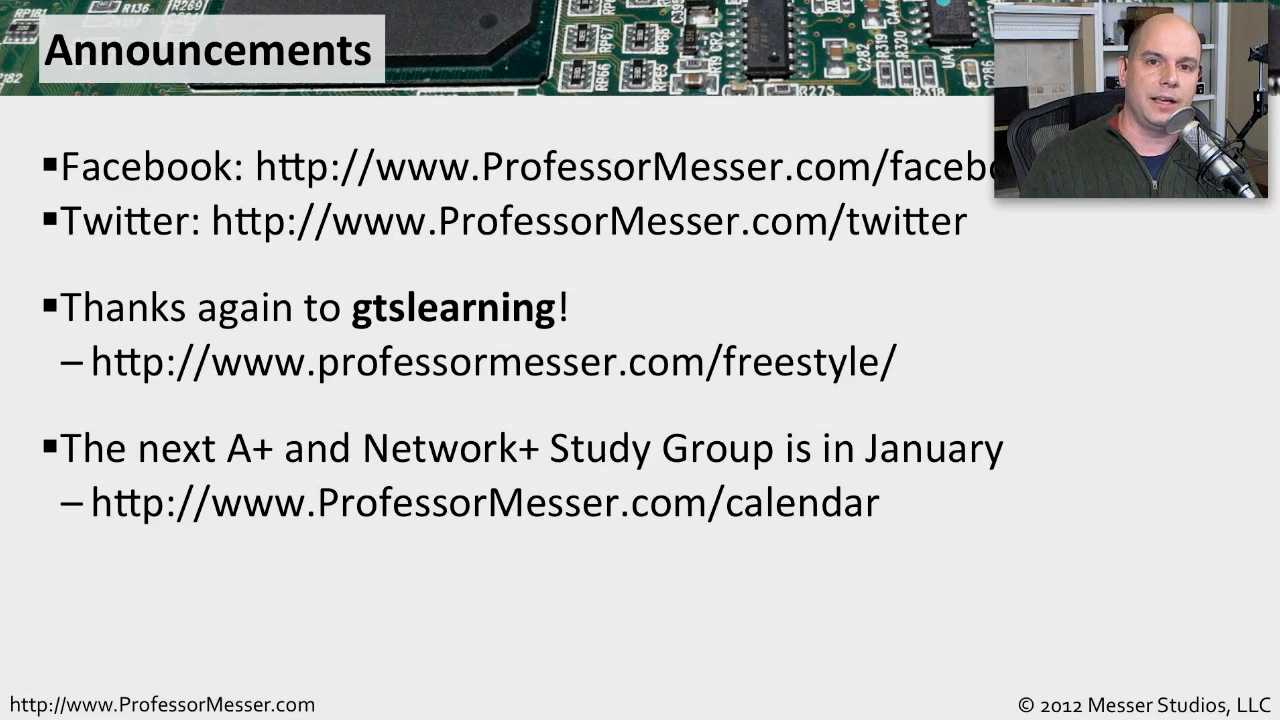 Announcements
▪Facebook: http://www.ProfessorMesser.com/facebo
▪Twitter: http://www.ProfessorMesser.com/twitter
▪Thanks again to gtslearning!
– http://www.professormesser.com/freestyle/
▪The next A+ and Network+ Study Group is in January
– http://www.ProfessorMesser.com/calendar
http://www.ProfessorMesser.com
© 2012 Messer Studios, LLC